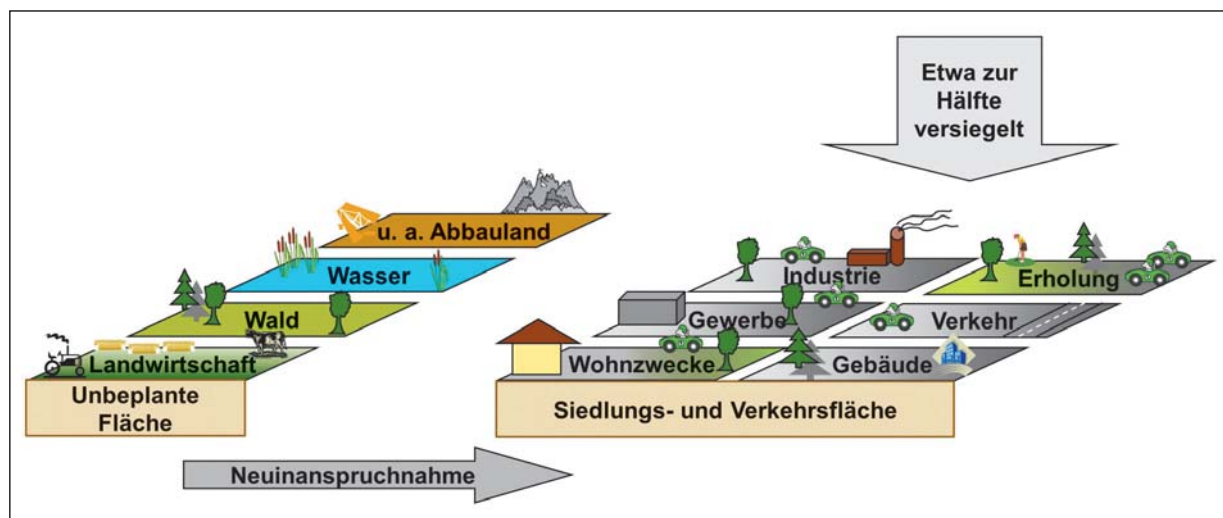 Etwa zur
Hälfte
versiegelt
u. a. Abbauland
Wasser
Wald
Landwirtschaft
Unbeplante
Fläche
Industrie
Erholung
Gewerbe
Verkehr
Wohnzwecke
Gebäude
Siedlungs- und Verkehrsfläche
Neuinanspruchnahme